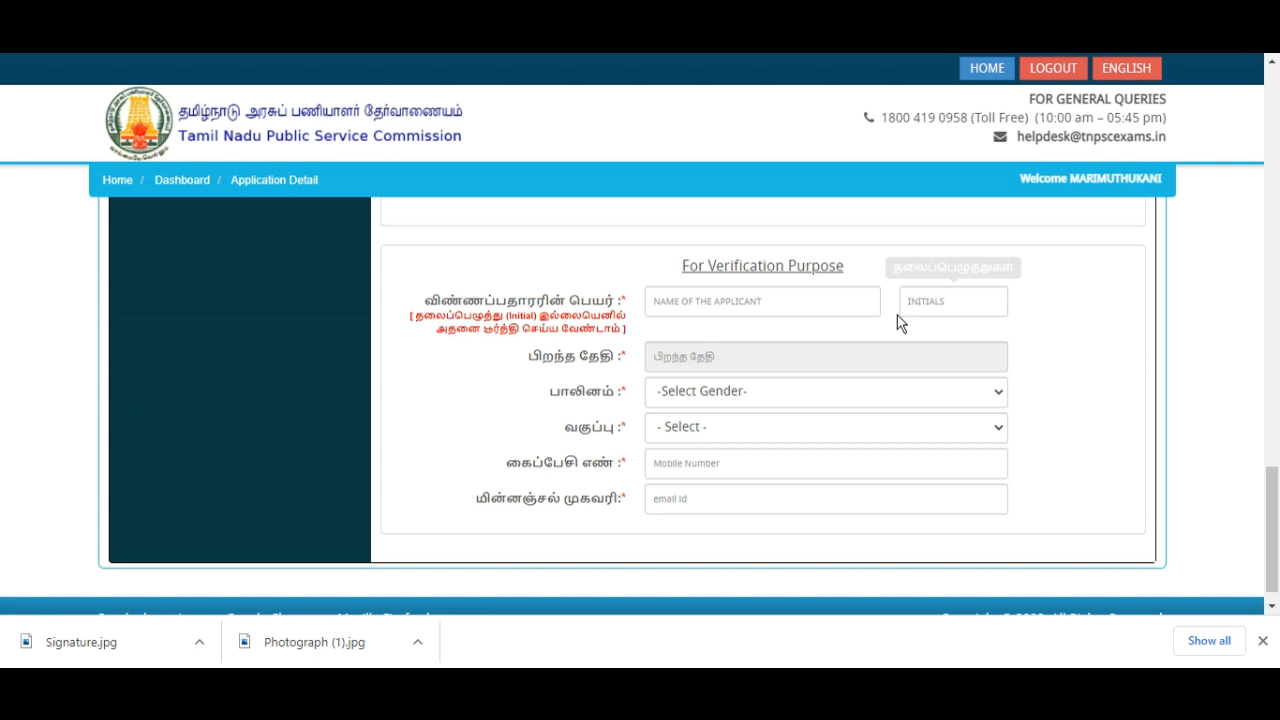 HOME LOGOUT ENGLISH
தமிழ்நாடு அரசுப் பணியாளர் தேர்வாணையம்
Tamil Nadu Public Service Commission
FOR GENERAL QUERIES
1800 419 0958 (Toll Free) (10:00 am – 05:45 pm)
helpdesk@tnpscexams.in
Home / Dashboard / Application Detail
Welcome MARIMUTHUKANI
For Verification Purpose
தலைப்பெழுத்துகள்
விண்ணப்பதாரரின் பெயர் :*
NAME OF THE APPLICANT
INITIALS
[ தலைப்பெழுத்து (Initial) இல்லையெனில்
அதனை பூர்த்தி செய்ய வேண்டாம் ]
பிறந்த தேதி :*
பிறந்த தேதி
பாலினம் :*
-Select Gender-
வகுப்பு :*
- Select -
கைப்பேசி எண் :*
Mobile Number
மின்னஞ்சல் முகவரி:*
email Id
Signature.jpg
Photograph (1).jpg
Show all